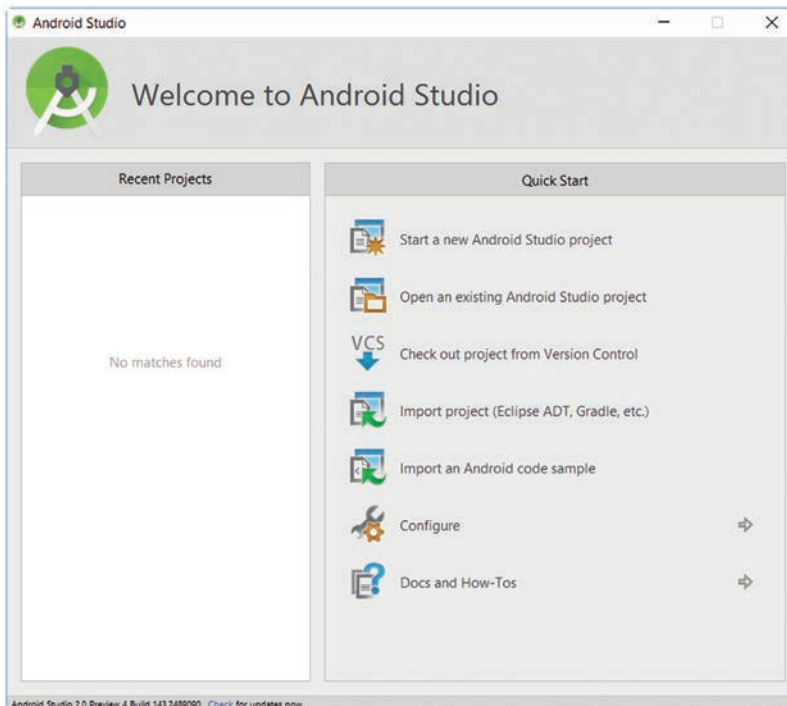 Android Studio
Welcome to Android Studio
Recent Projects
No matches found
Quick Start
Start a new Android Studio project
Open an existing Android Studio project
VCS
Check out project from Version Control
Import project (Eclipse ADT, Gradle, etc.)
Import an Android code sample
Configure
Docs and How-Tos
Android Studio 2.0 Preview 4 Build 143.2489090. Check for updates now.